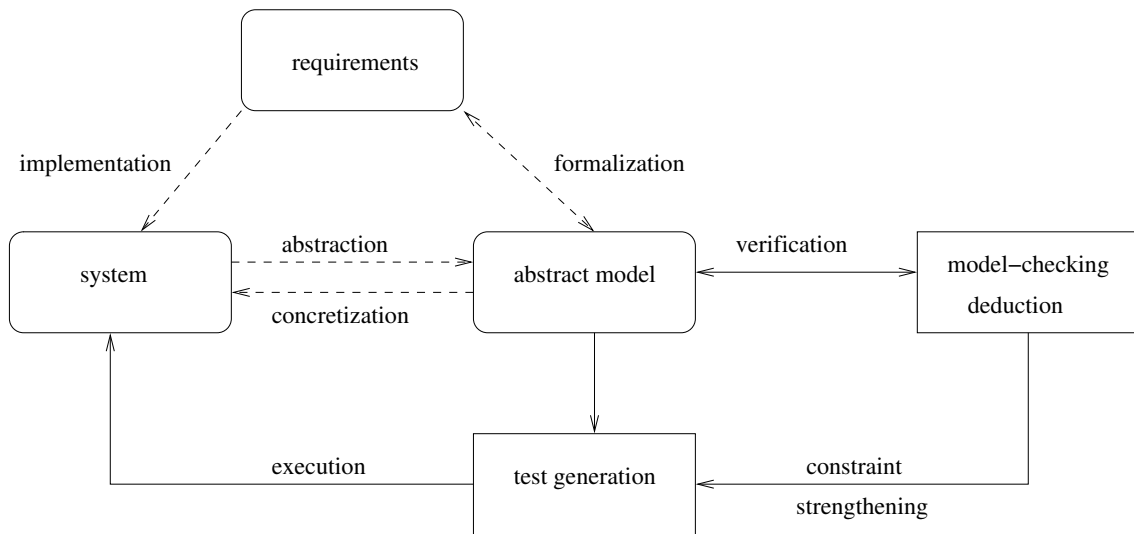 requirements
implementation
formalization
abstraction
verification
system
abstract model
model−checking
deduction
concretization
execution
test generation
constraint
strengthening